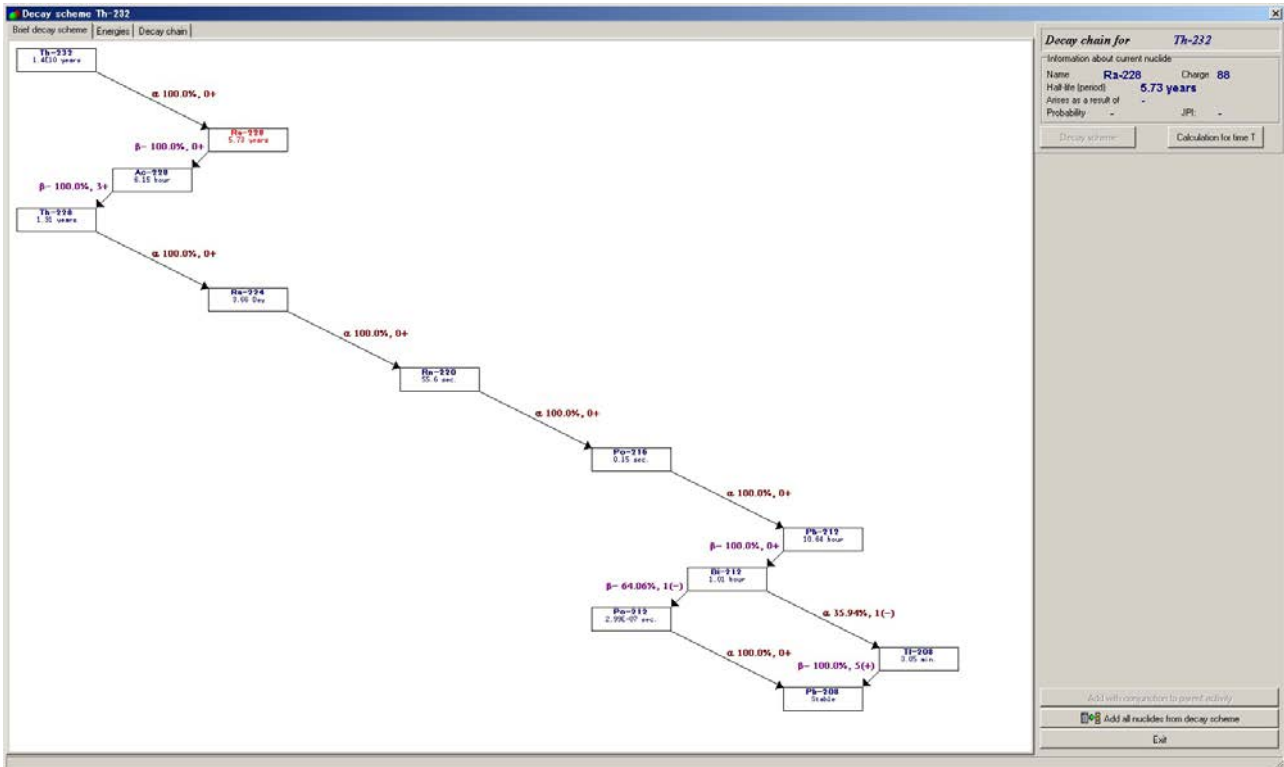 Decay scheme Th-232
Brief decay scheme Energies Decay chain
Th-232
1.4E10 years
α 100.0%, 0+
Ra-228
5.73 years
β- 100.0%, 0+
Ac-228
6.15 hour
β- 100.0%, 3+
Th-228
1.91 years
α 100.0%, 0+
Ra-224
3.66 Day
α 100.0%, 0+
Rn-220
55.6 sec.
α 100.0%, 0+
Po-216
0.15 sec.
α 100.0%, 0+
Pb-212
10.64 hour
β- 100.0%, 0+
Bi-212
1.01 hour
β- 64.06%, 1(-)
α 35.94%, 1(-)
Po-212
2.99E-07 sec.
α 100.0%, 0+
Tl-208
3.05 min.
β- 100.0%, 5(+)
Pb-208
Stable
Decay chain for Th-232
Information about current nuclide
Name Ra-228 Charge 88
Half-life (period) 5.73 years
Arises as a result of -
Probability - JPI: -
Decay scheme
Calculation for time T
Add with conjunction to parent activity
Add all nuclides from decay scheme
Exit